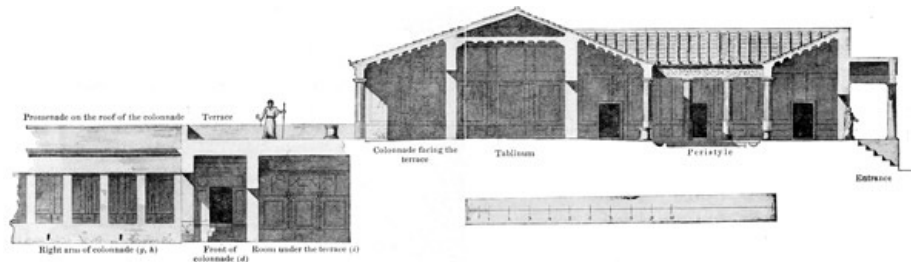 Promenade on the roof of the colonnade
Terrace
Colonnade facing the
terrace
Tablinum
Peristyle
Entrance
Right arm of colonnade (g, h)
Front of
colonnade (d)
Room under the terrace (i)